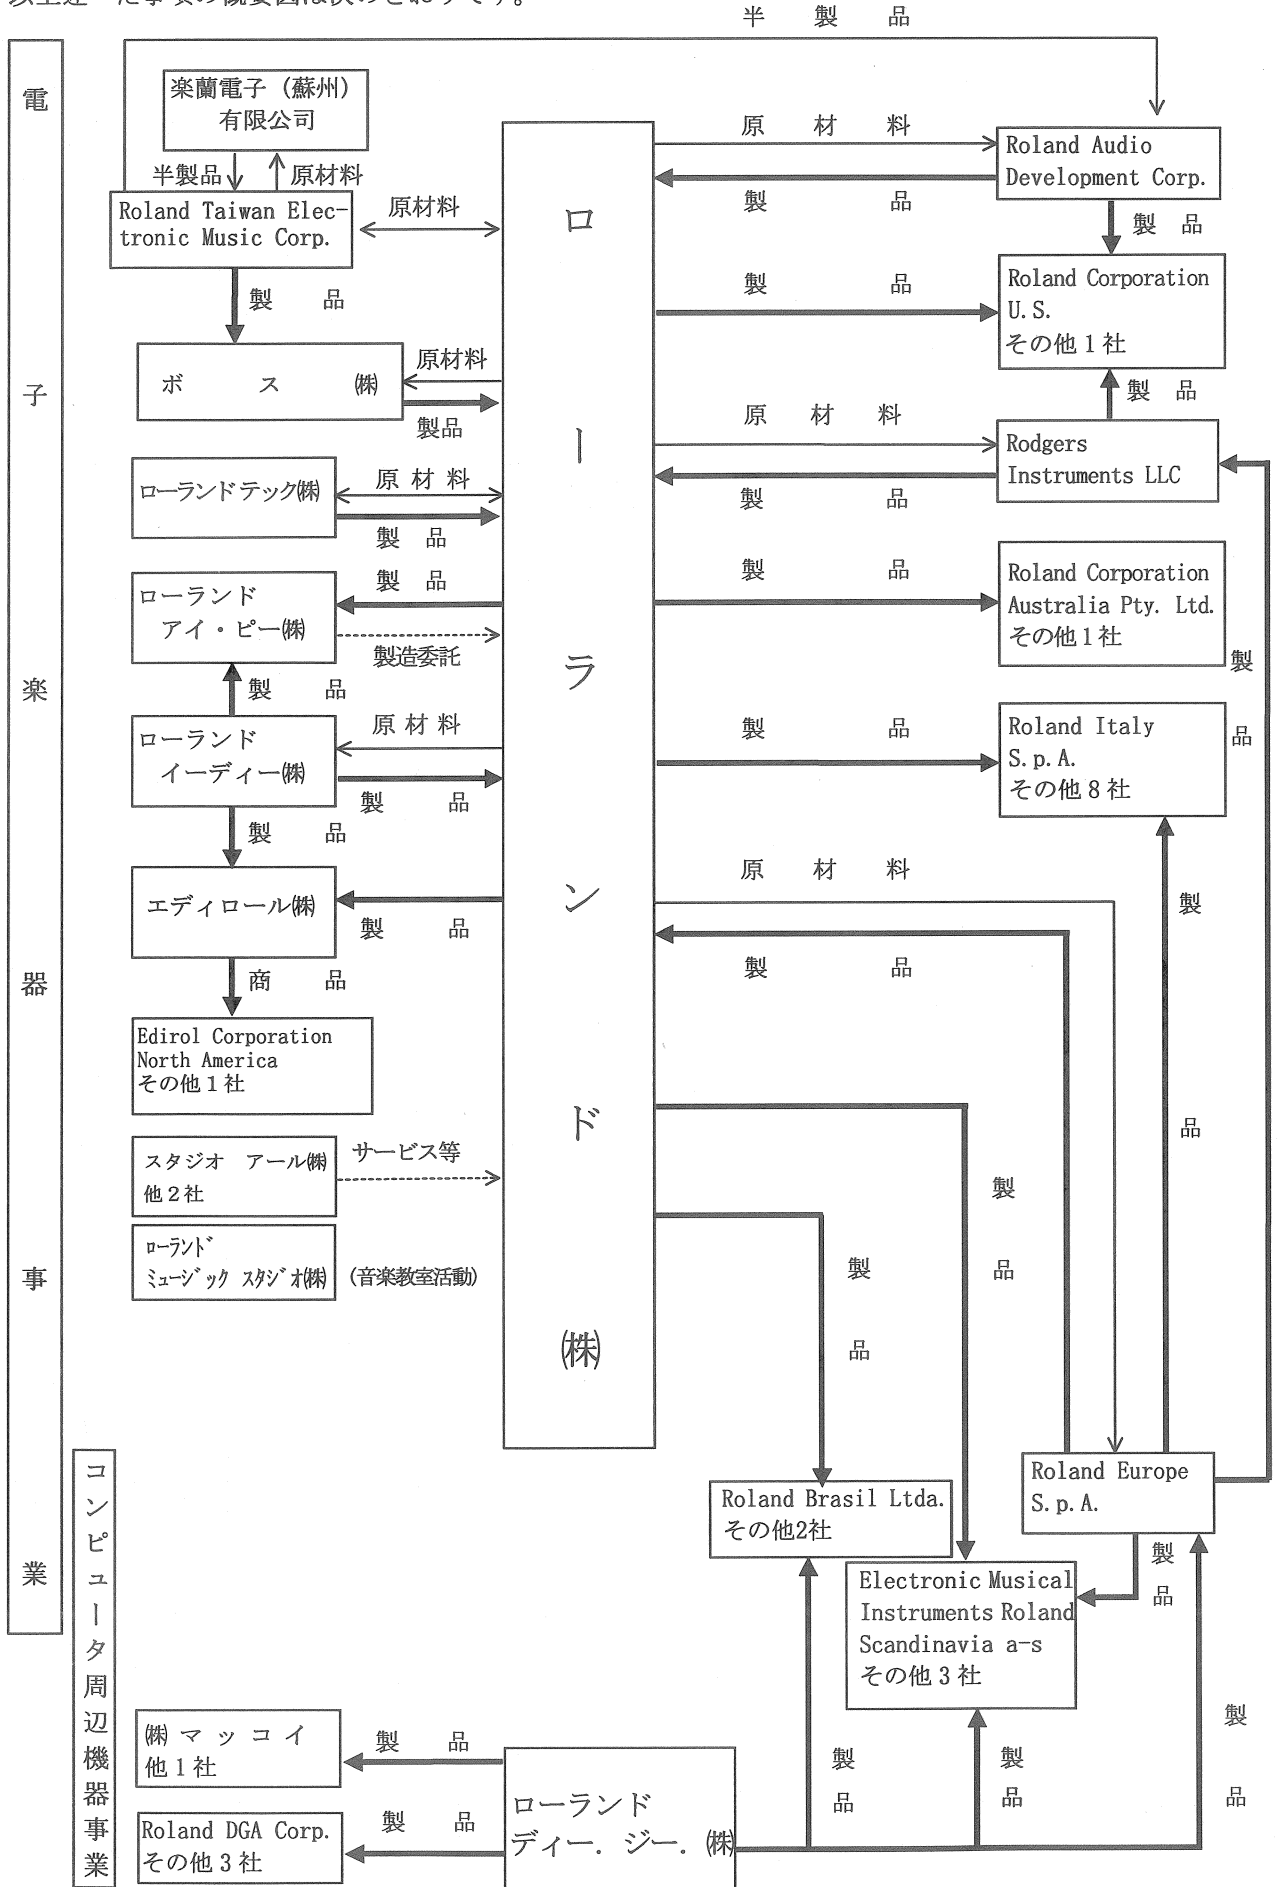 以上述べた事項の概要図は次のとおりです。
半製品
電子楽器事業
楽蘭電子（蘇州）
有限公司
半製品
原材料
Roland Taiwan Elec-
tronic Music Corp.
原材料
製品
ボス㈱
原材料
製品
ローランドテック㈱
原材料
製品
ローランド
アイ・ピー㈱
製品
製造委託
製品
ローランド
イーディー㈱
原材料
製品
製品
エディロール㈱
製品
商品
Edirol Corporation
North America
その他１社
スタジオ　アール㈱
他２社
サービス等
ﾛｰﾗﾝﾄﾞ
ﾐｭｰｼﾞｯｸ ｽﾀｼﾞｵ㈱
(音楽教室活動)
ローランド㈱
原材料
製品
Roland Audio
Development Corp.
製品
製品
Roland Corporation
U.S.
その他１社
製品
原材料
製品
Rodgers
Instruments LLC
製品
Roland Corporation
Australia Pty. Ltd.
その他１社
製品
製品
Roland Italy
S.p.A.
その他８社
原材料
製品
製品
製品
製品
Roland Europe
S.p.A.
Roland Brasil Ltda.
その他2社
製品
Electronic Musical
Instruments Roland
Scandinavia a-s
その他３社
コンピュータ周辺機器事業
㈱マッコイ
他１社
製品
Roland DGA Corp.
その他３社
製品
ローランド
ディー．ジー．㈱
製品
製品
製品